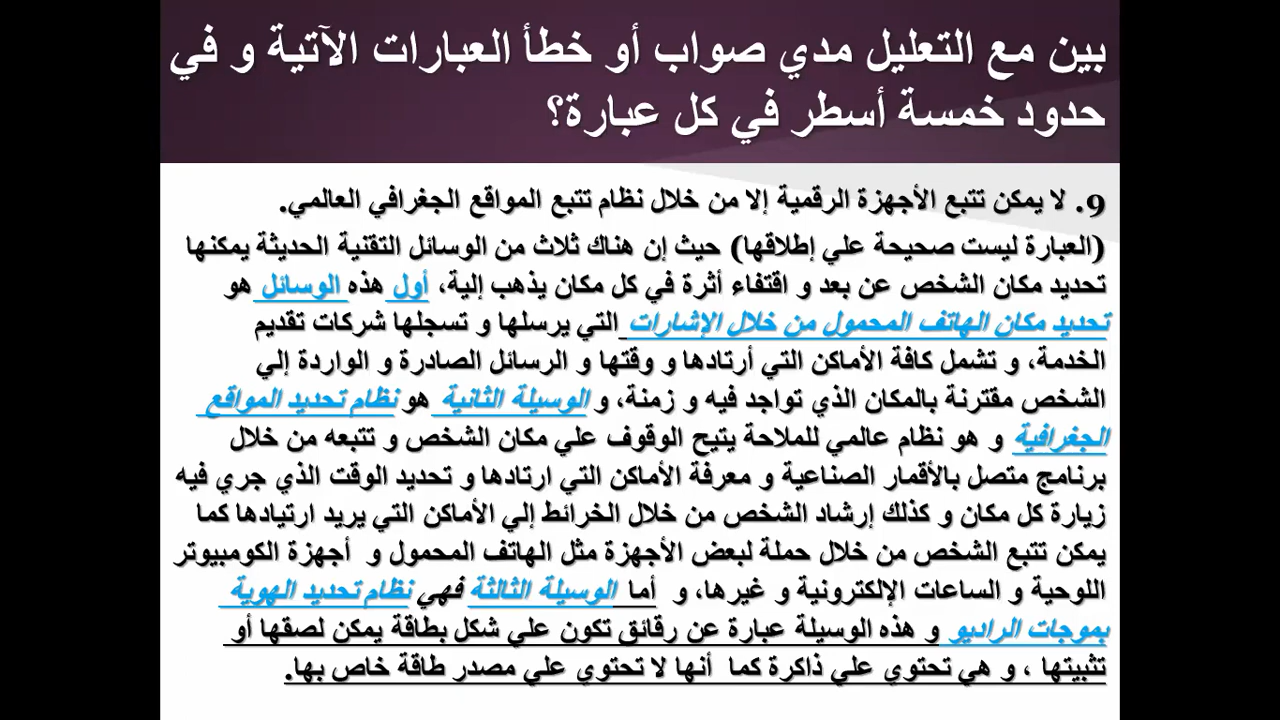 بين مع التعليل مدي صواب أو خطأ العبارات الآتية و في
حدود خمسة أسطر في كل عبارة؟
9. لا يمكن تتبع الأجهزة الرقمية إلا من خلال نظام تتبع المواقع الجغرافي العالمي.
(العبارة ليست صحيحة علي إطلاقها) حيث إن هناك ثلاث من الوسائل التقنية الحديثة يمكنها
تحديد مكان الشخص عن بعد و اقتفاء أثرة في كل مكان يذهب إلية، أول هذه الوسائل هو
تحديد مكان الهاتف المحمول من خلال الإشارات التي يرسلها و تسجلها شركات تقديم
الخدمة، و تشمل كافة الأماكن التي أرتادها و وقتها و الرسائل الصادرة و الواردة إلي
الشخص مقترنة بالمكان الذي تواجد فيه و زمنة، و الوسيلة الثانية هو نظام تحديد المواقع
الجغرافية و هو نظام عالمي للملاحة يتيح الوقوف علي مكان الشخص و تتبعه من خلال
برنامج متصل بالأقمار الصناعية و معرفة الأماكن التي ارتادها و تحديد الوقت الذي جري فيه
زيارة كل مكان و كذلك إرشاد الشخص من خلال الخرائط إلي الأماكن التي يريد ارتيادها كما
يمكن تتبع الشخص من خلال حملة لبعض الأجهزة مثل الهاتف المحمول و أجهزة الكومبيوتر
اللوحية و الساعات الإلكترونية و غيرها، و أما الوسيلة الثالثة فهي نظام تحديد الهوية
بموجات الراديو و هذه الوسيلة عبارة عن رقائق تكون علي شكل بطاقة يمكن لصقها أو
تثبيتها ، و هي تحتوي علي ذاكرة كما أنها لا تحتوي علي مصدر طاقة خاص بها.